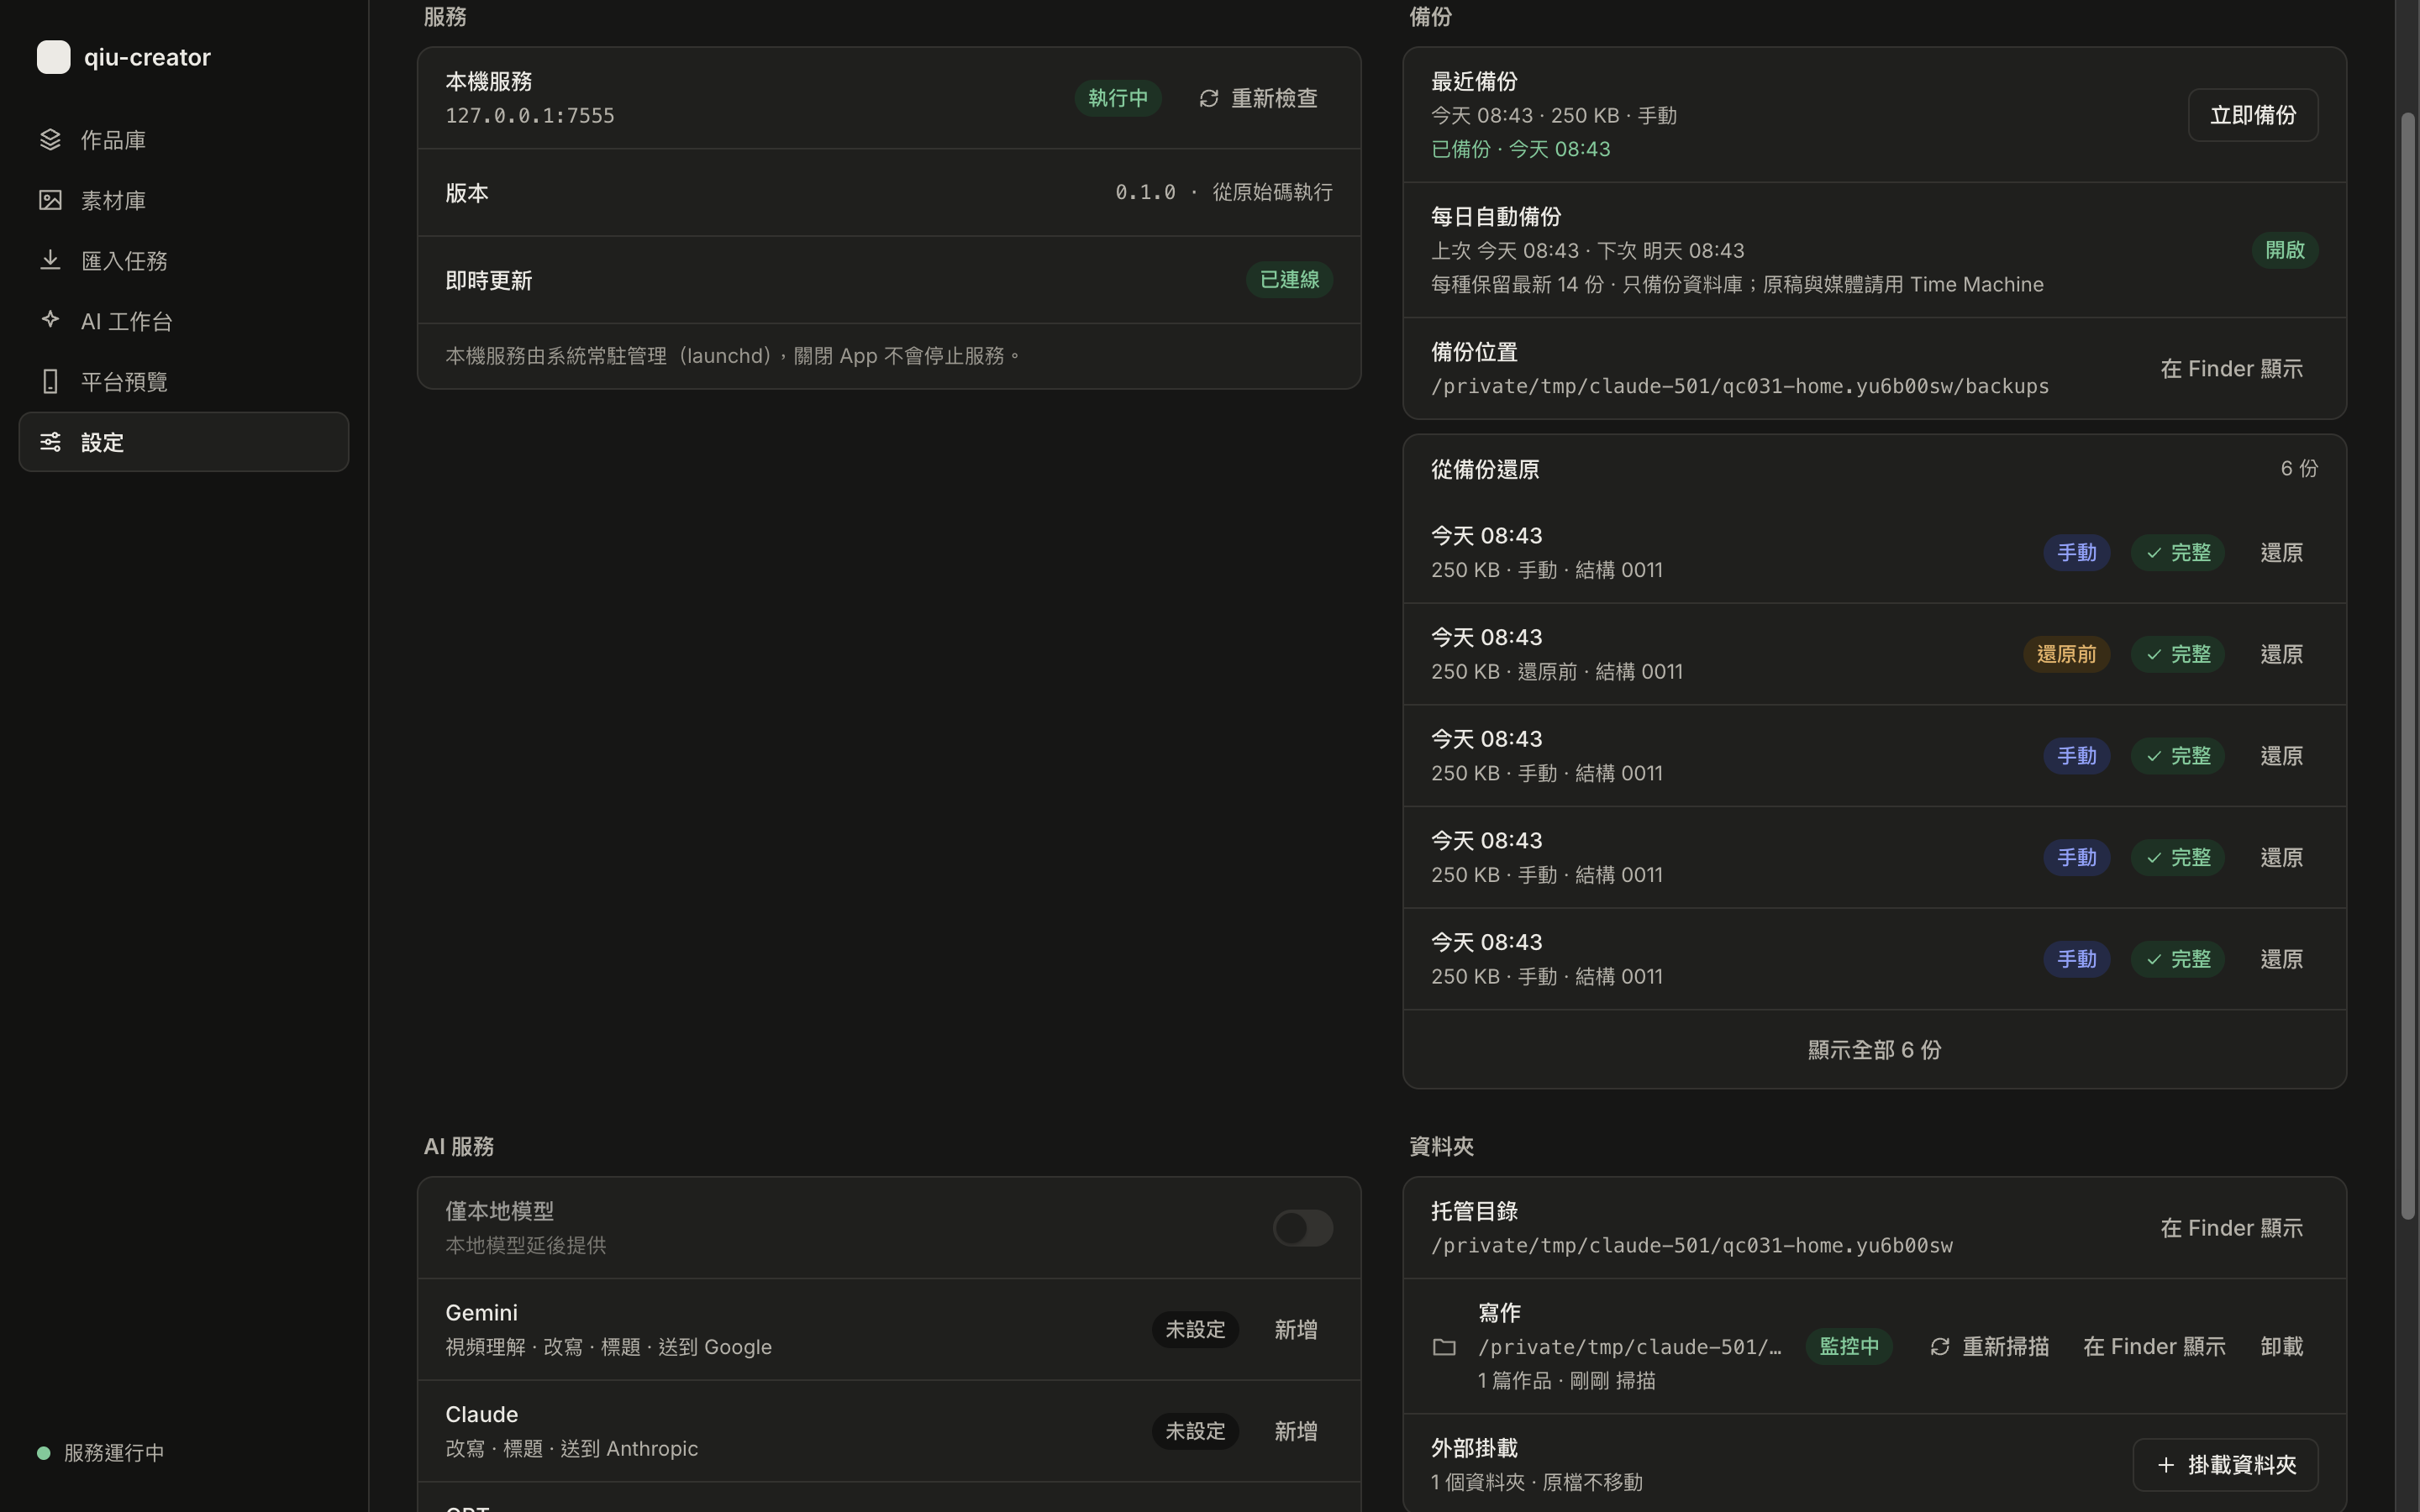 qiu-creator
作品庫
素材庫
匯入任務
AI 工作台
平台預覽
設定
服務運行中
服務
本機服務
127.0.0.1:7555
執行中
重新檢查
版本
0.1.0 · 從原始碼執行
即時更新
已連線
本機服務由系統常駐管理（launchd），關閉 App 不會停止服務。
備份
最近備份
今天 08:43 · 250 KB · 手動
已備份 · 今天 08:43
立即備份
每日自動備份
上次 今天 08:43 · 下次 明天 08:43
每種保留最新 14 份 · 只備份資料庫；原稿與媒體請用 Time Machine
開啟
備份位置
/private/tmp/claude-501/qc031-home.yu6b00sw/backups
在 Finder 顯示
從備份還原
6 份
今天 08:43
250 KB · 手動 · 結構 0011
手動
完整
還原
今天 08:43
250 KB · 還原前 · 結構 0011
還原前
完整
還原
今天 08:43
250 KB · 手動 · 結構 0011
手動
完整
還原
今天 08:43
250 KB · 手動 · 結構 0011
手動
完整
還原
今天 08:43
250 KB · 手動 · 結構 0011
手動
完整
還原
顯示全部 6 份
AI 服務
僅本地模型
本地模型延後提供
Gemini
視頻理解 · 改寫 · 標題 · 送到 Google
未設定
新增
Claude
改寫 · 標題 · 送到 Anthropic
未設定
新增
資料夾
托管目錄
/private/tmp/claude-501/qc031-home.yu6b00sw
在 Finder 顯示
寫作
/private/tmp/claude-501/…
1 篇作品 · 剛剛 掃描
監控中
重新掃描
在 Finder 顯示
卸載
外部掛載
1 個資料夾 · 原檔不移動
掛載資料夾